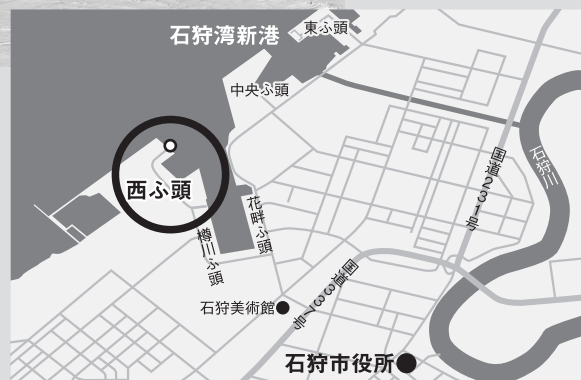 石狩湾新港
東ふ頭
中央ふ頭
西ふ頭
花畔ふ頭
樽川ふ頭
国道231号
石狩川
国道337号
石狩美術館
石狩市役所